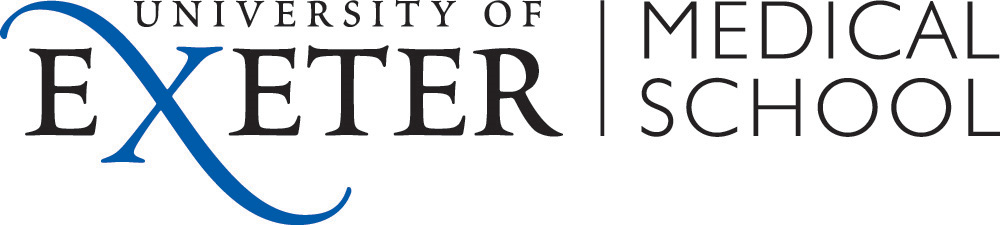 UNIVERSITY OF
EXETER
MEDICAL
SCHOOL